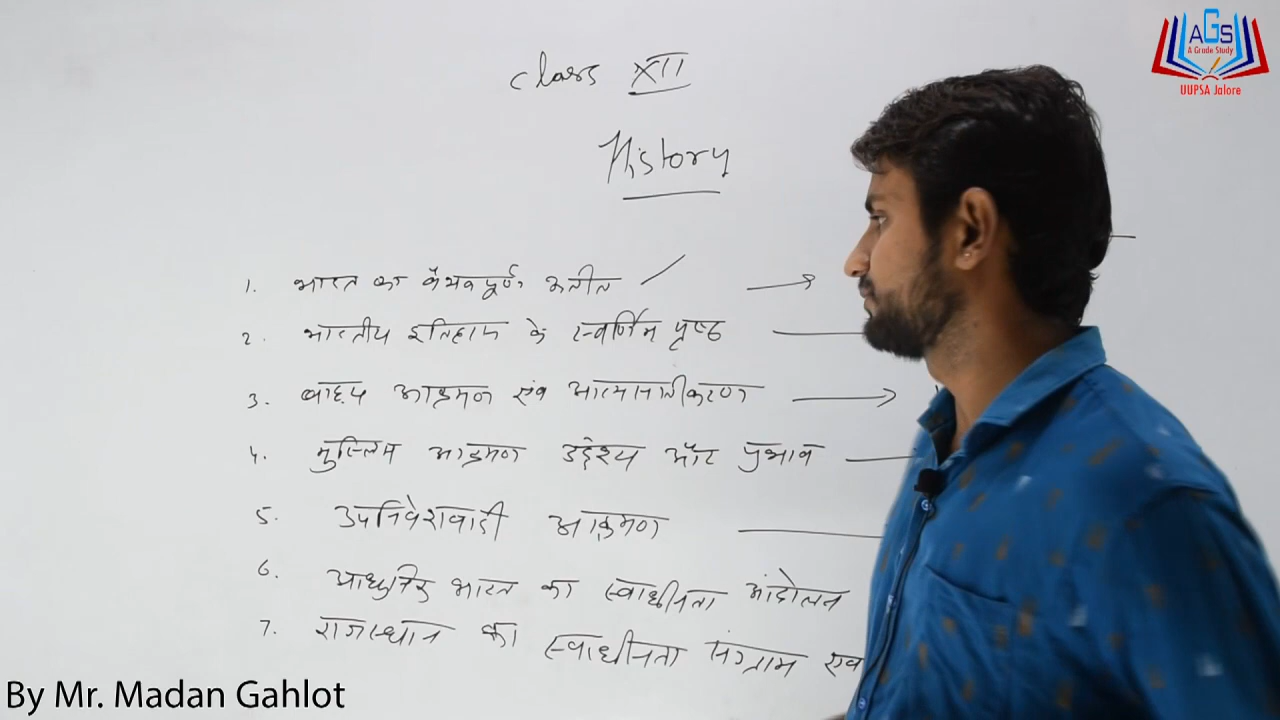 AGS
A Grade Study
UUPSA Jalore
Class XII
History
1. भारत का वैभवपूर्ण अतीत
2. भारतीय इतिहास के स्वर्णिम पृष्ठ
3. बाह्य आक्रमण एंव आत्मसातीकरण
4. मुस्लिम आक्रमण उद्देश्य और प्रभाव
5. उपनिवेशवादी आक्रमण
6. आधुनिक भारत का स्वाधीनता आंदोलन
7. राजस्थान का स्वाधीनता संग्राम एव
By Mr. Madan Gahlot